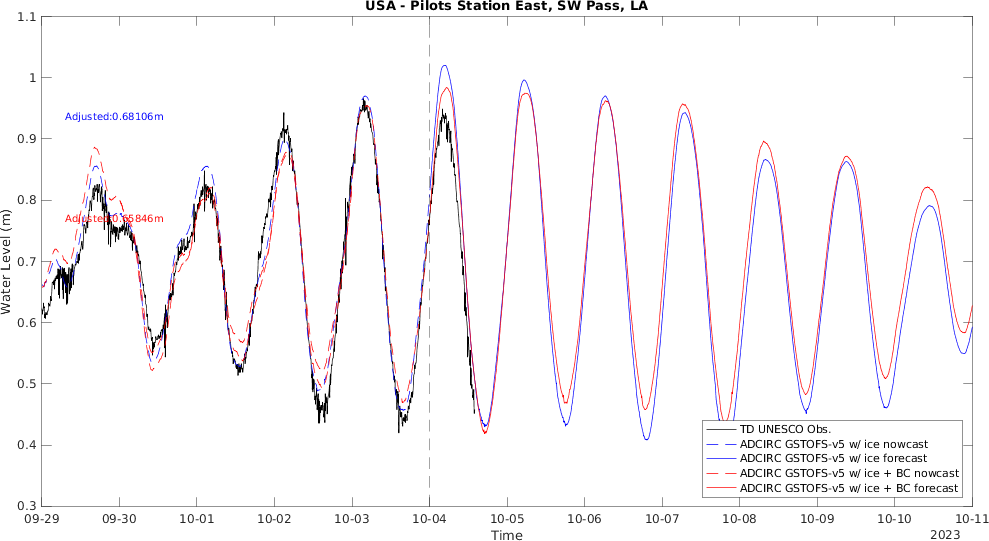 USA - Pilots Station East, SW Pass, LA
1.1
1
0.9
0.8
0.7
0.6
0.5
0.4
0.3
Water Level (m)
Adjusted:0.68106m
Adjusted:0.65846m
TD UNESCO Obs.
ADCIRC GSTOFS-v5 w/ ice nowcast
ADCIRC GSTOFS-v5 w/ ice forecast
ADCIRC GSTOFS-v5 w/ ice + BC nowcast
ADCIRC GSTOFS-v5 w/ ice + BC forecast
09-29 09-30 10-01 10-02 10-03 10-04 10-05 10-06 10-07 10-08 10-09 10-10 10-11
Time
2023